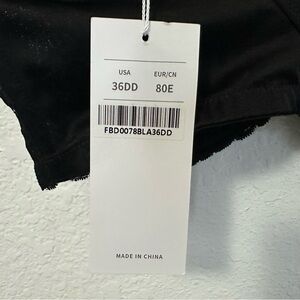 USA EUR/CN
36DD 80E
FBD0078BLA36DD
MADE IN CHINA